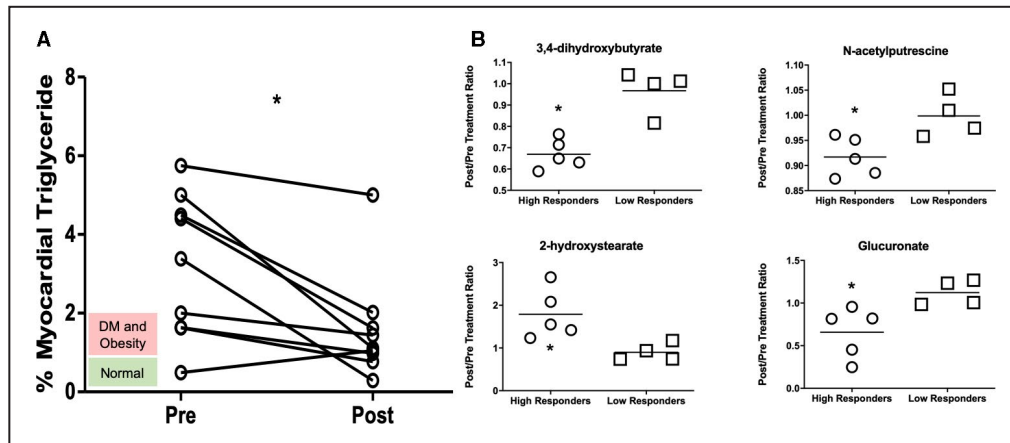 A
% Myocardial Triglyceride
8
6
4
2
0
*
DM and
Obesity
Normal
Pre
Post
B
3,4-dihydroxybutyrate
Post/Pre Treatment Ratio
1.1
1.0
0.9
0.8
0.7
0.6
0.5
*
High Responders
Low Responders
N-acetylputrescine
Post/Pre Treatment Ratio
1.10
1.05
1.00
0.95
0.90
0.85
*
High Responders
Low Responders
2-hydroxystearate
Post/Pre Treatment Ratio
3
2
1
0
*
High Responders
Low Responders
Glucuronate
Post/Pre Treatment Ratio
1.5
1.0
0.5
0.0
*
High Responders
Low Responders